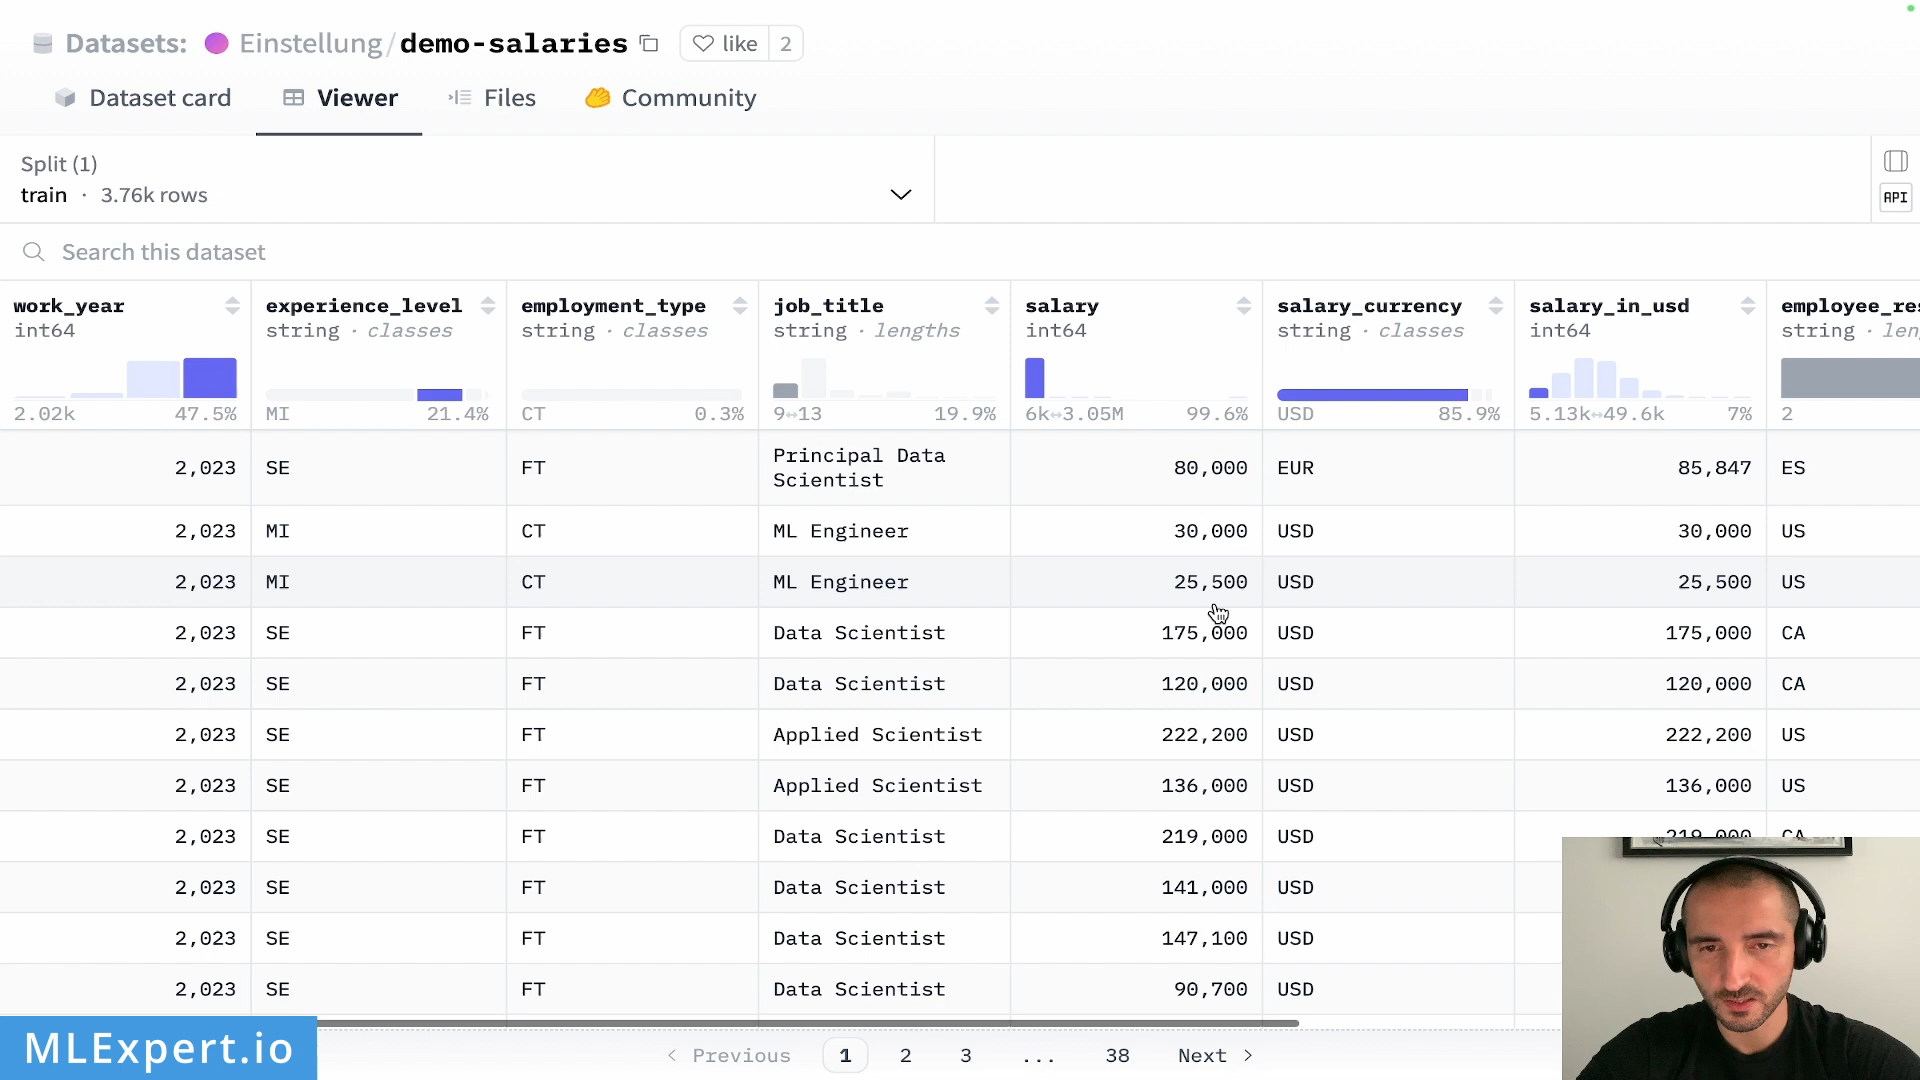 Datasets: Einstellung/demo-salaries like 2
Dataset card Viewer Files Community
Split (1)
train · 3.76k rows
API
Search this dataset
work_year experience_level employment_type job_title salary salary_currency salary_in_usd employee_res
int64 string · classes string · classes string · lengths int64 string · classes int64 string · len
2.02k 47.5% MI 21.4% CT 0.3% 9↔13 19.9% 6k↔3.05M 99.6% USD 85.9% 5.13k↔49.6k 7% 2
2,023 SE FT Principal Data Scientist 80,000 EUR 85,847 ES
2,023 MI CT ML Engineer 30,000 USD 30,000 US
2,023 MI CT ML Engineer 25,500 USD 25,500 US
2,023 SE FT Data Scientist 175,000 USD 175,000 CA
2,023 SE FT Data Scientist 120,000 USD 120,000 CA
2,023 SE FT Applied Scientist 222,200 USD 222,200 US
2,023 SE FT Applied Scientist 136,000 USD 136,000 US
2,023 SE FT Data Scientist 219,000 USD 219,000 CA
2,023 SE FT Data Scientist 141,000 USD
2,023 SE FT Data Scientist 147,100 USD
2,023 SE FT Data Scientist 90,700 USD
MLExpert.io
< Previous 1 2 3 ... 38 Next >